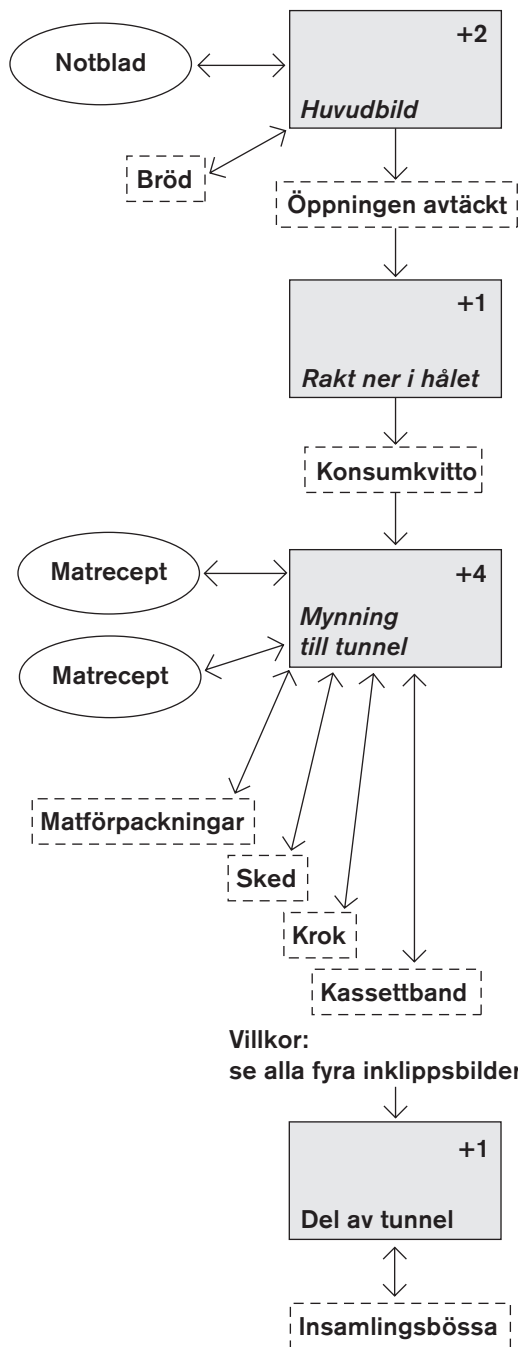 +2
Notblad
Huvudbild
Bröd
Öppningen avtäckt
+1
Rakt ner i hålet
Konsumkvitto
Matrecept
+4
Mynning
till tunnel
Matrecept
Matförpackningar
Sked
Krok
Kassettband
Villkor:
se alla fyra inklippsbilder
+1
Del av tunnel
Insamlingsbössa